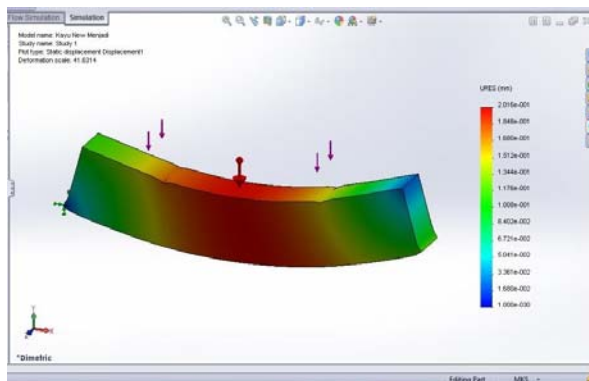 Flow Simulation Simulation
Model name: Kayu New Menjadi
Study name: Study 1
Plot type: Static displacement Displacement1
Deformation scale: 41.8314
URES (mm)
2.016e-001
1.848e-001
1.680e-001
1.512e-001
1.344e-001
1.176e-001
1.008e-001
8.402e-002
6.721e-002
5.041e-002
3.361e-002
1.680e-002
1.000e-030
Y
X
*Dimetric
Editing Part MKS